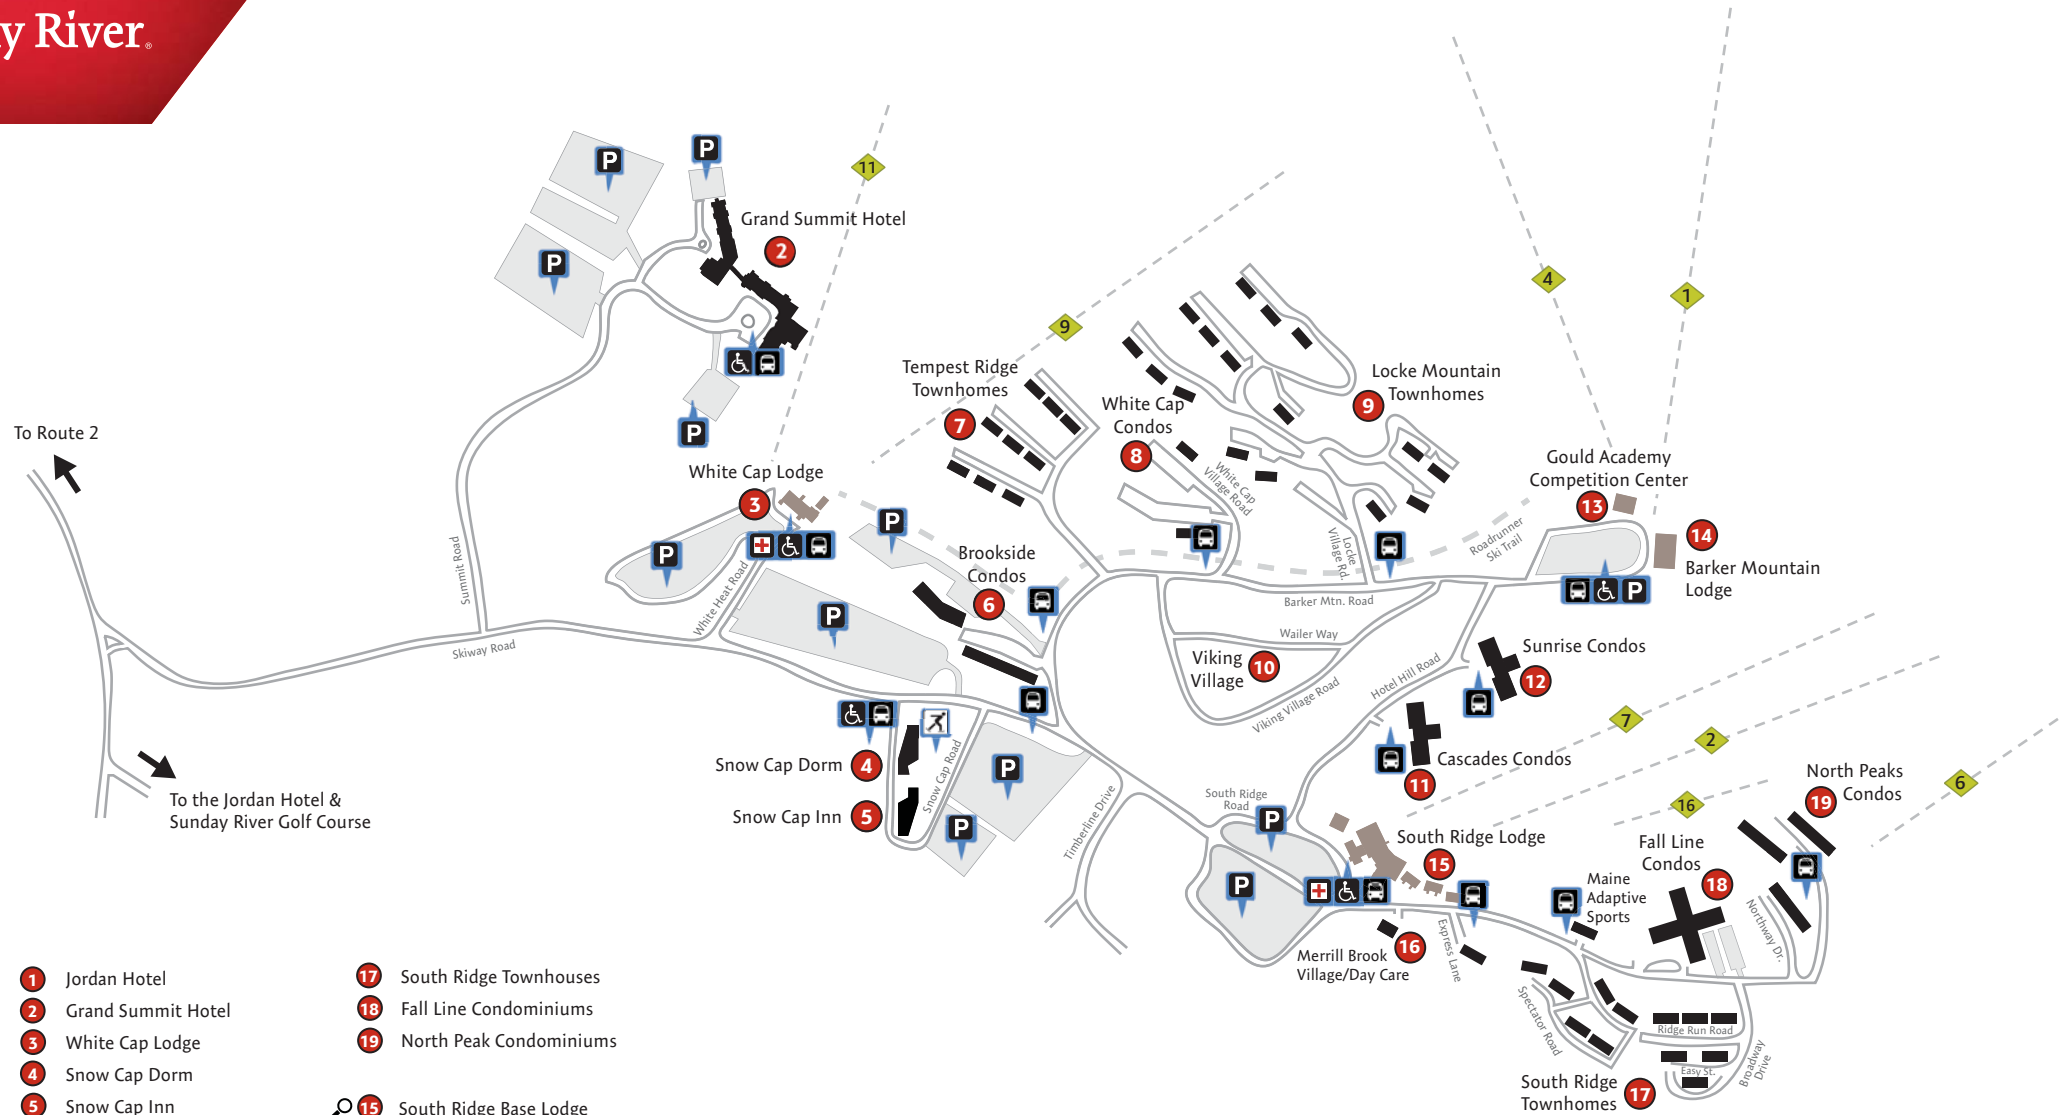 y River®
P
P
11
Grand Summit Hotel
2
P
4
1
9
P
To Route 2
Tempest Ridge
Townhomes
7
White Cap
Condos
8
Locke Mountain
Townhomes
9
White Cap Lodge
3
White Cap
Village Road
Gould Academy
Competition Center
13
14
Barker Mountain
Lodge
Roadrunner
Ski Trail
Locke
Village Rd.
P
P
P
P
Brookside
Condos
6
Summit Road
White Heat Road
Skiway Road
Barker Mtn. Road
Wailer Way
Viking
Village
10
Viking Village Road
Hotel Hill Road
Sunrise Condos
12
Cascades Condos
11
7
2
6
16
To the Jordan Hotel &
Sunday River Golf Course
Snow Cap Dorm
4
Snow Cap Inn
5
Snow Cap Road
P
P
Timberline Drive
South Ridge
Road
P
P
South Ridge Lodge
15
North Peaks
Condos
19
Fall Line
Condos
18
Maine
Adaptive
Sports
Merrill Brook
Village/Day Care
16
Express Lane
Northway Dr.
Spectator Road
Ridge Run Road
Easy St.
Broadway
Drive
South Ridge
Townhomes
17
1 Jordan Hotel
2 Grand Summit Hotel
3 White Cap Lodge
4 Snow Cap Dorm
5 Snow Cap Inn
17 South Ridge Townhouses
18 Fall Line Condominiums
19 North Peak Condominiums
15 South Ridge Base Lodge